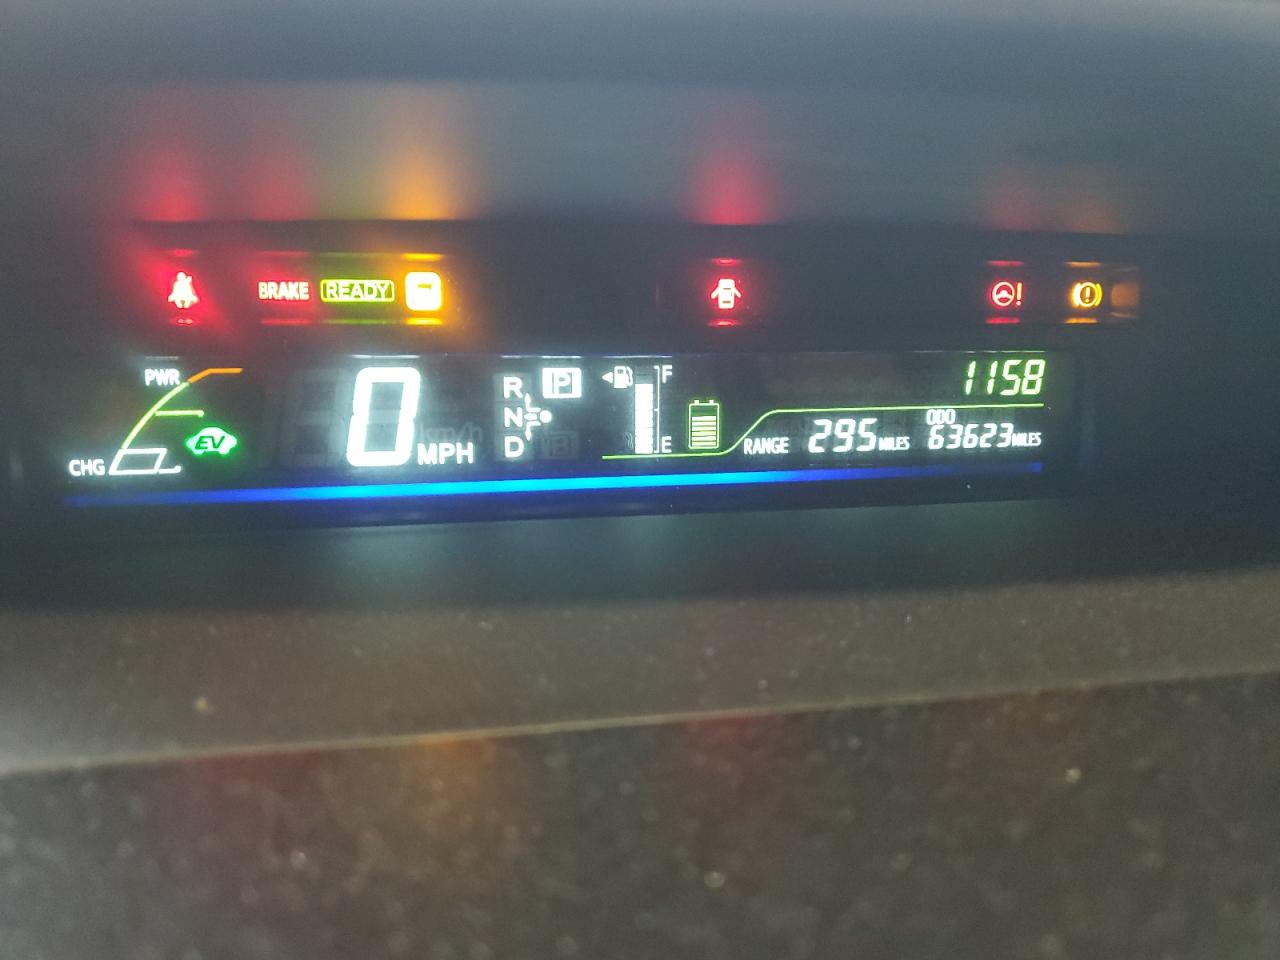 BRAKE READY
PWR
CHG
EV
0 MPH
R
N
D
P
F
E
1158
RANGE 295 MILES
ODO
63623 MILES